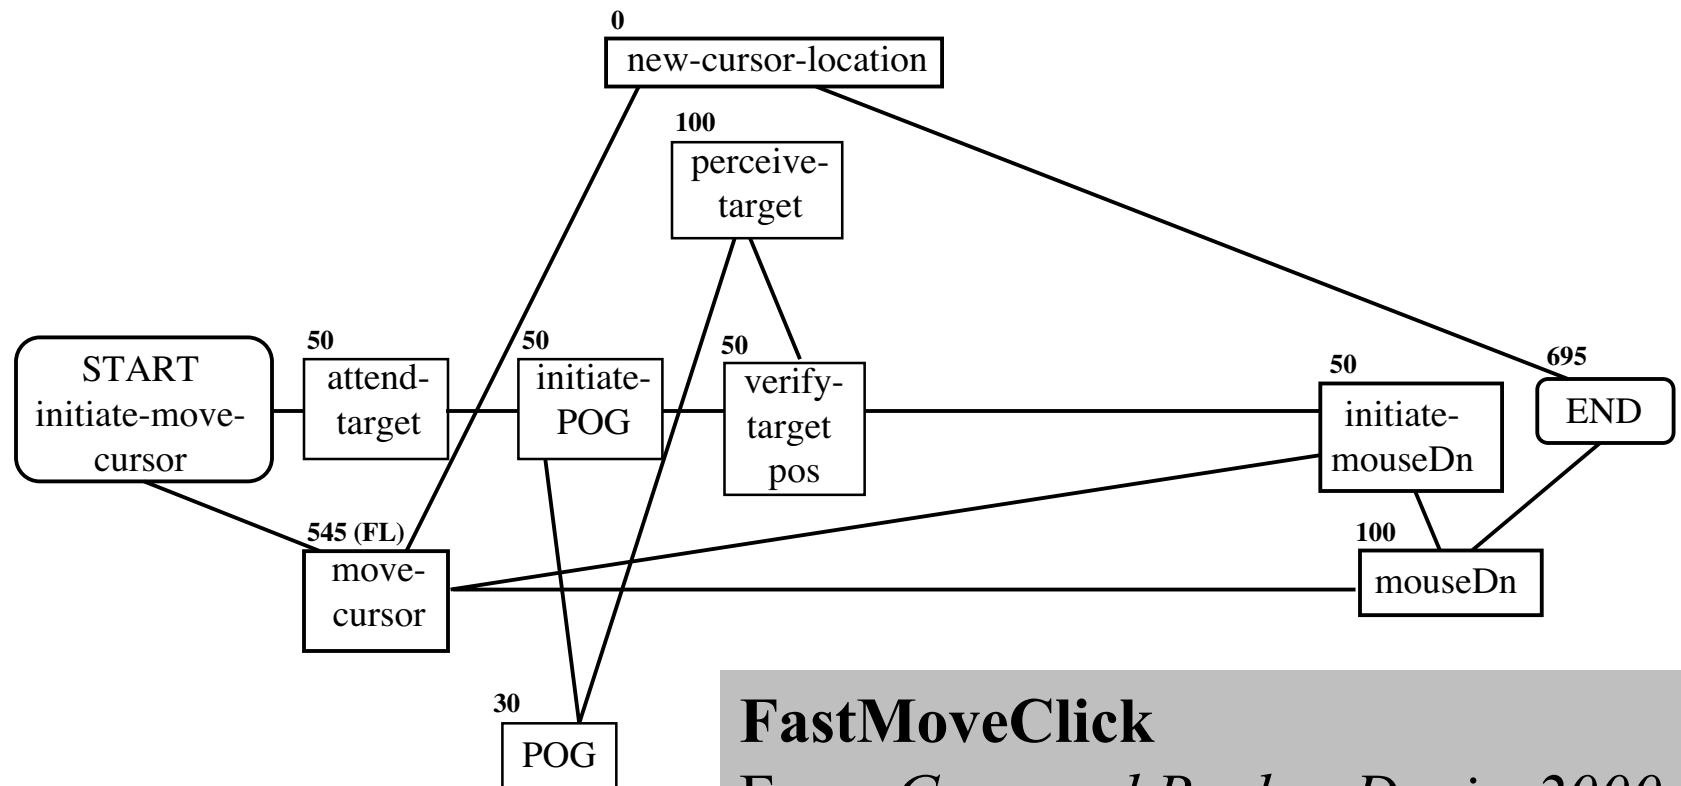 0
new-cursor-location
100
perceive-
target
START
initiate-move-
cursor
50
attend-
target
50
initiate-
POG
50
verify-
target
pos
50
initiate-
mouseDn
695
END
545 (FL)
move-
cursor
100
mouseDn
30
POG
FastMoveClick
2000